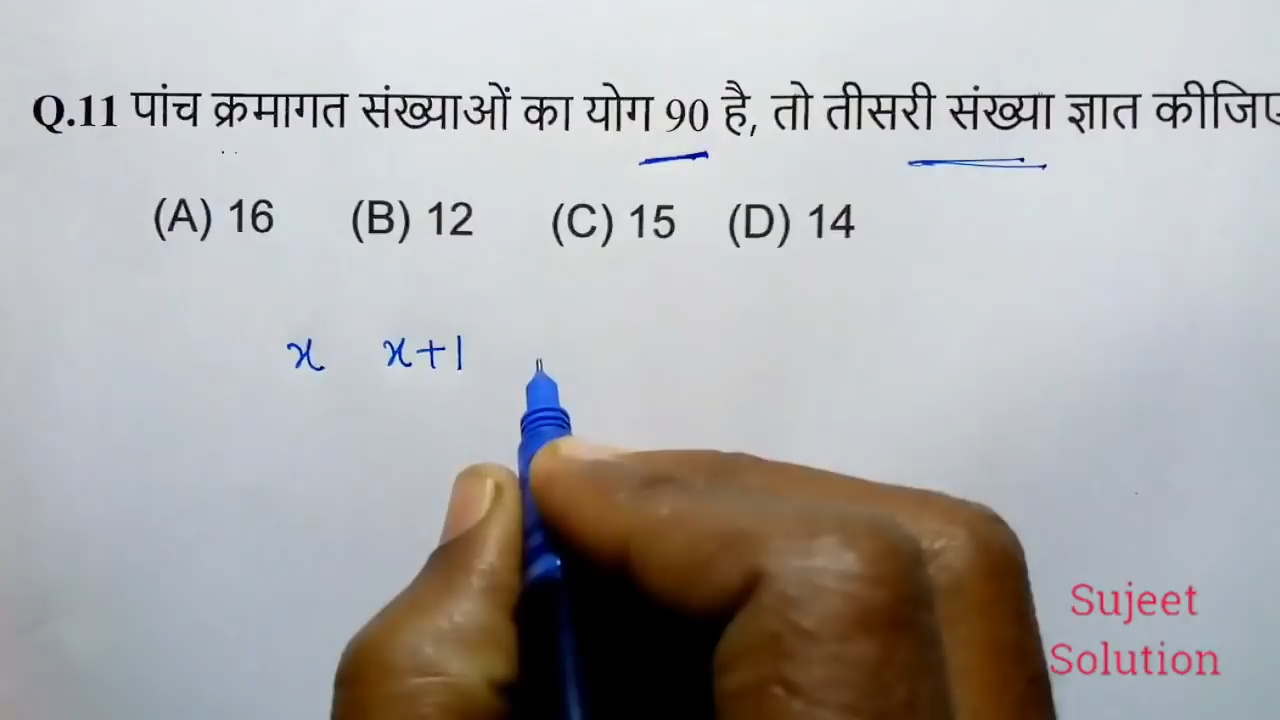 Q.11 पांच क्रमागत संख्याओं का योग 90 है, तो तीसरी संख्या ज्ञात कीजिए
(A) 16 (B) 12 (C) 15 (D) 14
x x+1
Sujeet
Solution